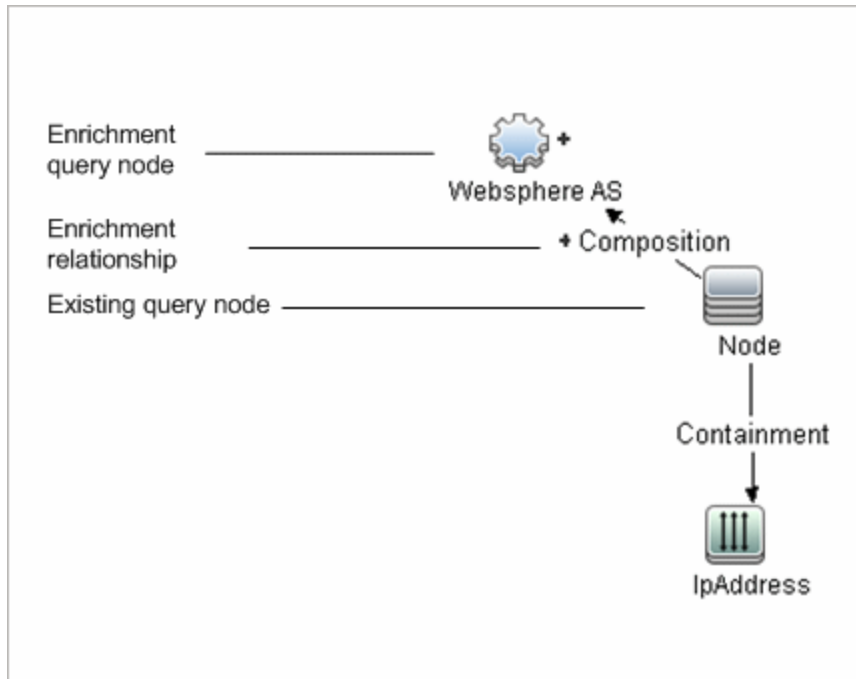 Enrichment
query node
Websphere AS
Enrichment
relationship
+ Composition
Existing query node
Node
Containment
IpAddress